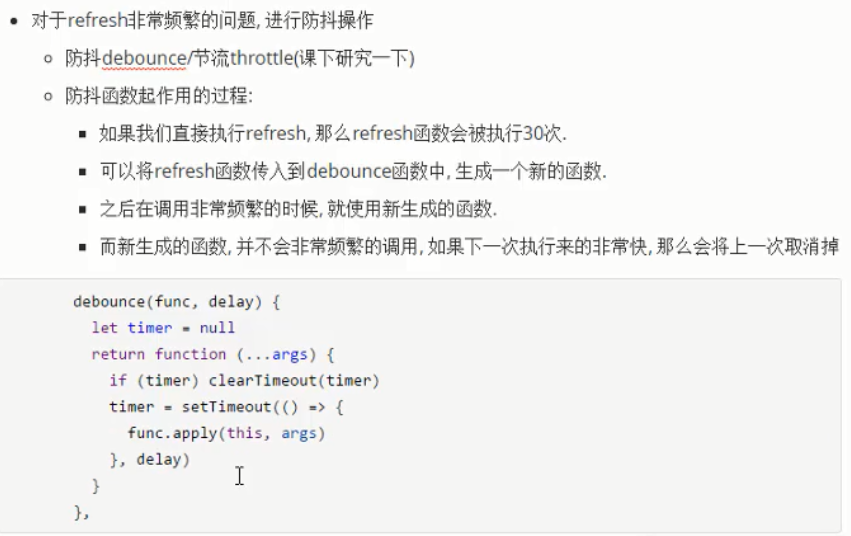 对于refresh非常频繁的问题, 进行防抖操作
防抖debounce/节流throttle(课下研究一下)
防抖函数起作用的过程:
如果我们直接执行refresh, 那么refresh函数会被执行30次.
可以将refresh函数传入到debounce函数中, 生成一个新的函数.
之后在调用非常频繁的时候, 就使用新生成的函数.
而新生成的函数, 并不会非常频繁的调用, 如果下一次执行来的非常快, 那么会将上一次取消掉
debounce(func, delay) {
let timer = null
return function (...args) {
if (timer) clearTimeout(timer)
timer = setTimeout(() => {
func.apply(this, args)
}, delay)
}
},